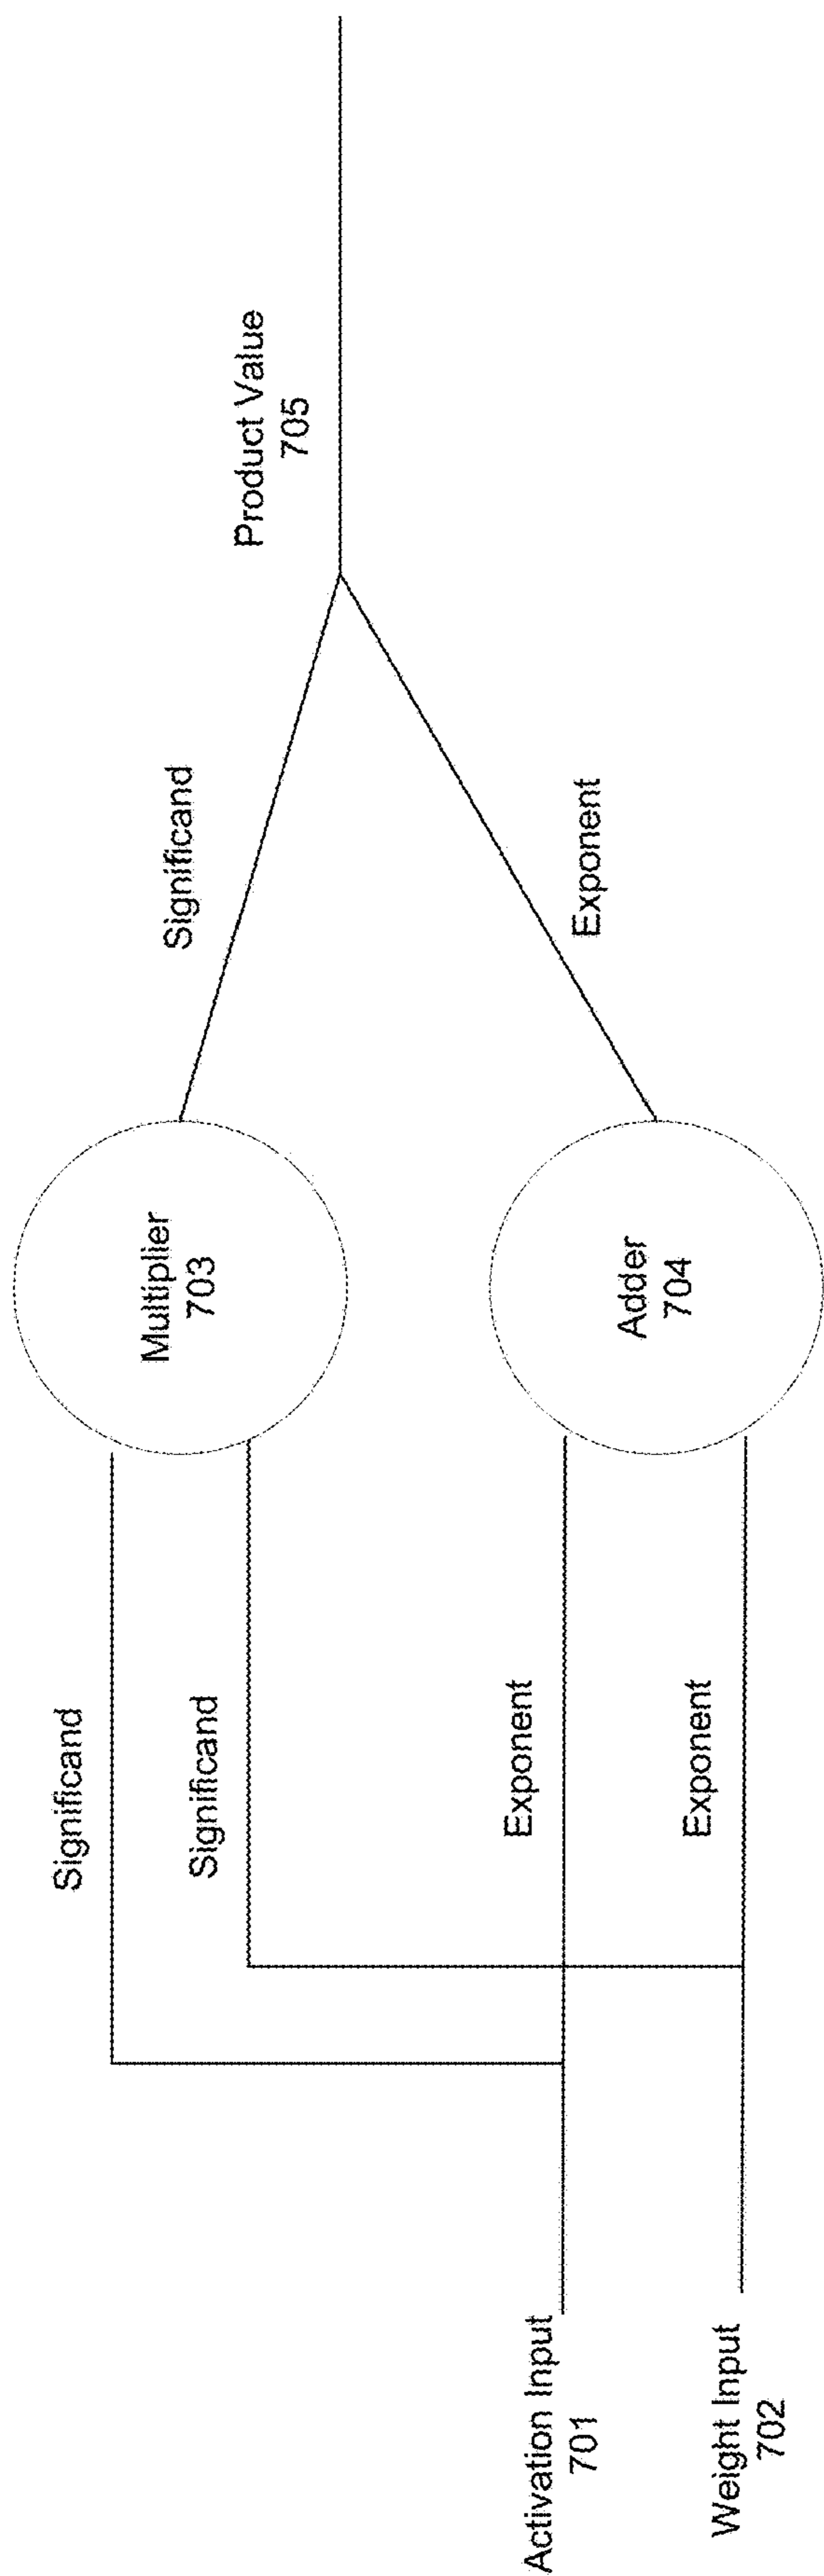 Significand
Significand
Multiplier
703
Significand
Product Value
705
Activation Input
701
Exponent
Weight Input
702
Exponent
Adder
704
Exponent